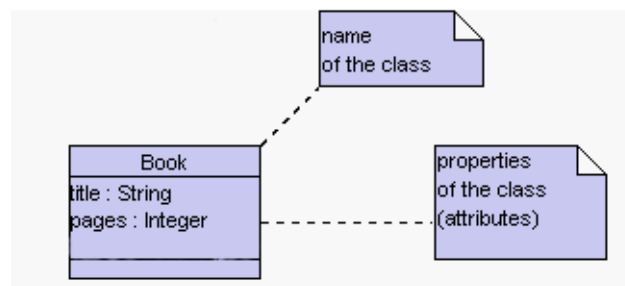 name
of the class
Book
title : String
pages : Integer
properties
of the class
(attributes)